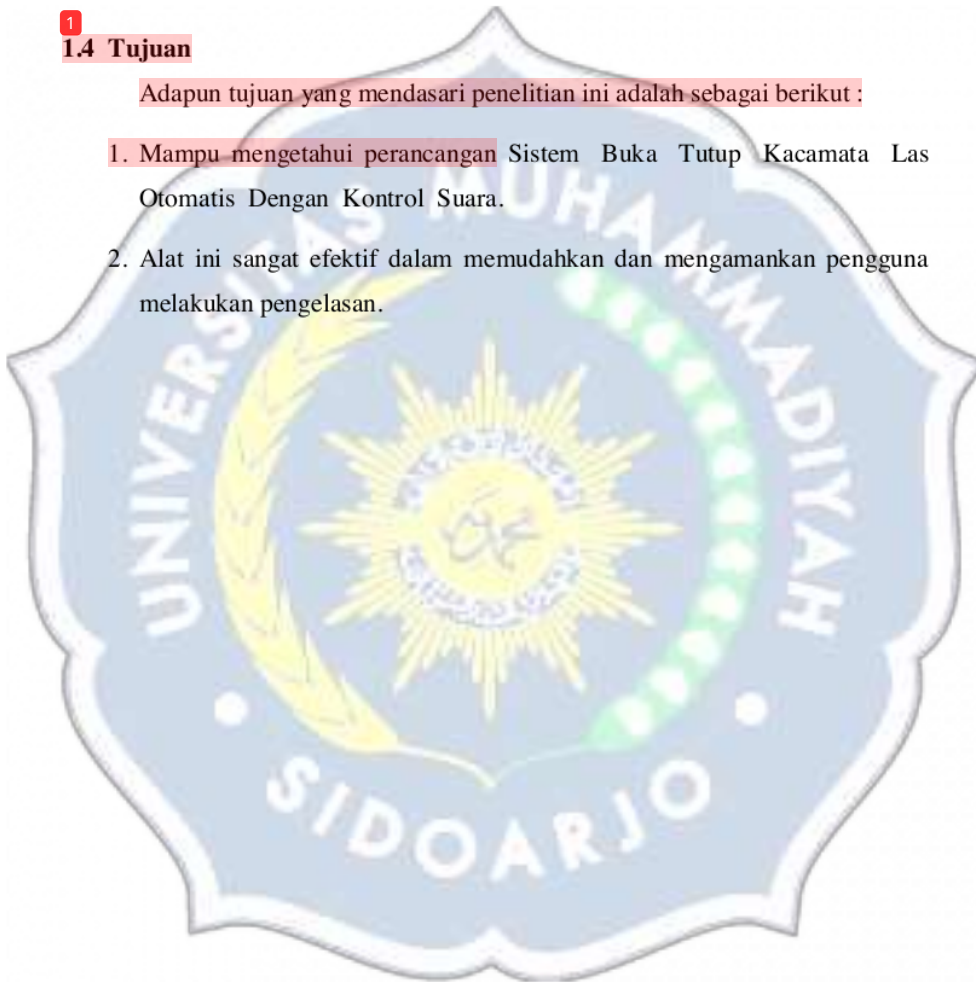 1
1.4 Tujuan
Adapun tujuan yang mendasari penelitian ini adalah sebagai berikut :
1. Mampu mengetahui perancangan Sistem Buka Tutup Kacamata Las
Otomatis Dengan Kontrol Suara.
2. Alat ini sangat efektif dalam memudahkan dan mengamankan pengguna
melakukan pengelasan.
UNIVERSITAS MUHAMMADIYAH
SIDOARJO